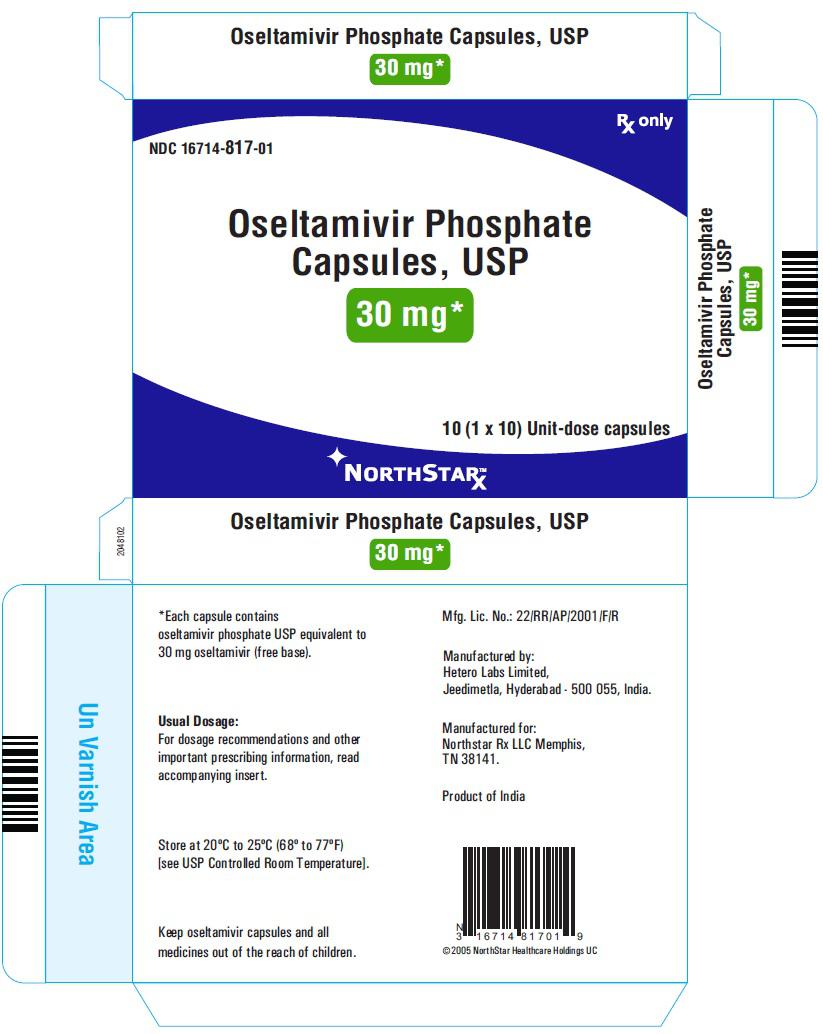 Oseltamivir Phosphate Capsules, USP
30 mg*
Rx only
NDC 16714-817-01
Oseltamivir Phosphate
Capsules, USP
30 mg*
10 (1 x 10) Unit-dose capsules
NORTHSTARx™
Oseltamivir Phosphate
Capsules, USP
30 mg*
2048102
Oseltamivir Phosphate Capsules, USP
30 mg*
Un Varnish Area
*Each capsule contains
oseltamivir phosphate USP equivalent to
30 mg oseltamivir (free base).
Usual Dosage:
For dosage recommendations and other
important prescribing information, read
accompanying insert.
Store at 20°C to 25°C (68° to 77°F)
[see USP Controlled Room Temperature].
Keep oseltamivir capsules and all
medicines out of the reach of children.
Mfg. Lic. No.: 22/RR/AP/2001/F/R
Manufactured by:
Hetero Labs Limited,
Jeedimetla, Hyderabad - 500 055, India.
Manufactured for:
Northstar Rx LLC Memphis,
TN 38141.
Product of India
N
3 16714 81701 9
©2005 NorthStar Healthcare Holdings UC